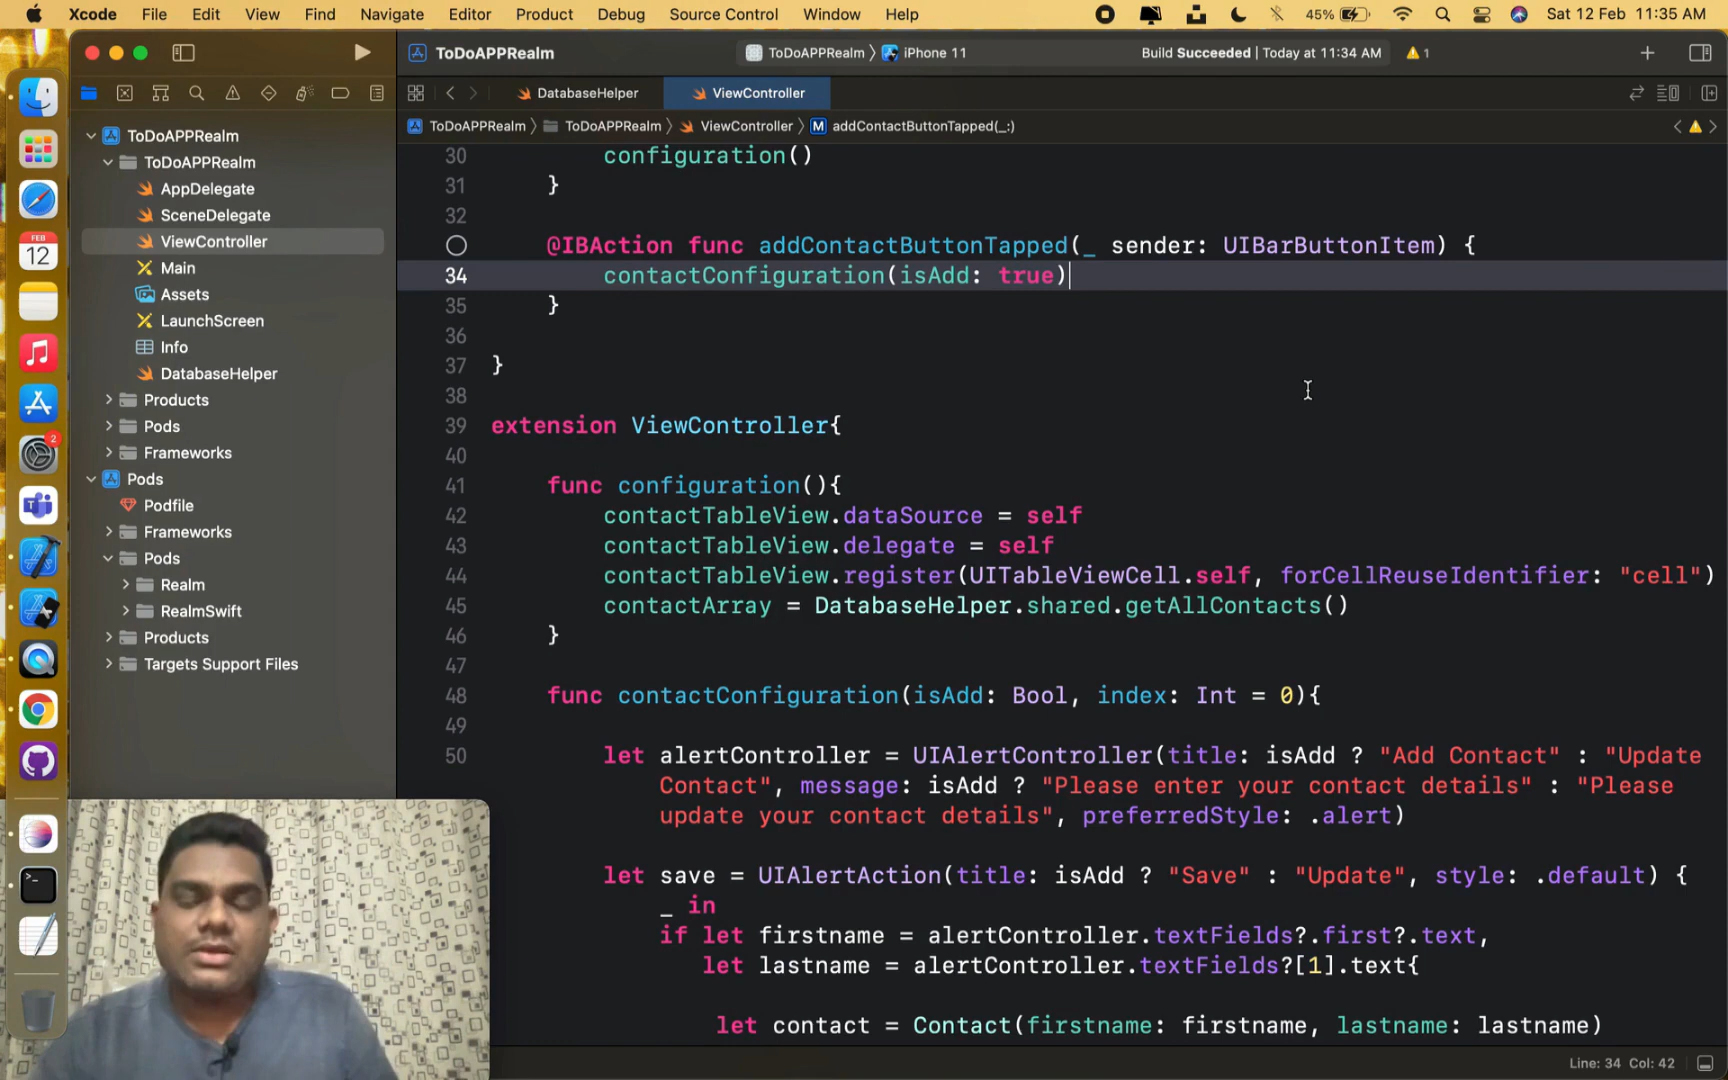 Xcode File Edit View Find Navigate Editor Product Debug Source Control Window Help 45% Sat 12 Feb 11:35 AM
ToDoAPPRealm ToDoAPPRealm iPhone 11 Build Succeeded | Today at 11:34 AM 1
DatabaseHelper ViewController
ToDoAPPRealm ToDoAPPRealm ViewController M addContactButtonTapped(_:)
ToDoAPPRealm
ToDoAPPRealm
AppDelegate
SceneDelegate
ViewController
Main
Assets
LaunchScreen
Info
DatabaseHelper
Products
Pods
Frameworks
Pods
Podfile
Frameworks
Pods
Realm
RealmSwift
Products
Targets Support Files
FEB
12
2
30 configuration()
31 }
32
@IBAction func addContactButtonTapped(_ sender: UIBarButtonItem) {
34 contactConfiguration(isAdd: true)
35 }
36
37 }
38
39 extension ViewController{
40
41 func configuration(){
42 contactTableView.dataSource = self
43 contactTableView.delegate = self
44 contactTableView.register(UITableViewCell.self, forCellReuseIdentifier: "cell")
45 contactArray = DatabaseHelper.shared.getAllContacts()
46 }
47
48 func contactConfiguration(isAdd: Bool, index: Int = 0){
49
50 let alertController = UIAlertController(title: isAdd ? "Add Contact" : "Update
Contact", message: isAdd ? "Please enter your contact details" : "Please
update your contact details", preferredStyle: .alert)
let save = UIAlertAction(title: isAdd ? "Save" : "Update", style: .default) {
_ in
if let firstname = alertController.textFields?.first?.text,
let lastname = alertController.textFields?[1].text{
let contact = Contact(firstname: firstname, lastname: lastname)
Line: 34 Col: 42